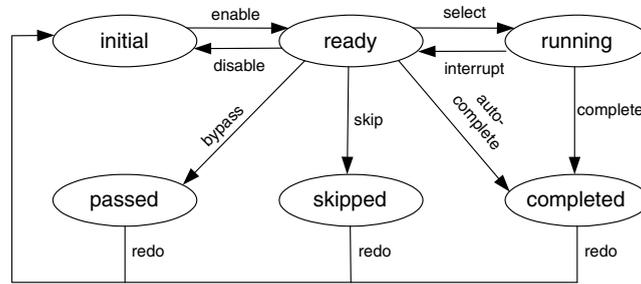 enable
select
initial
ready
running
disable
interrupt
bypass
skip
auto-
complete
complete
passed
skipped
completed
redo
redo
redo